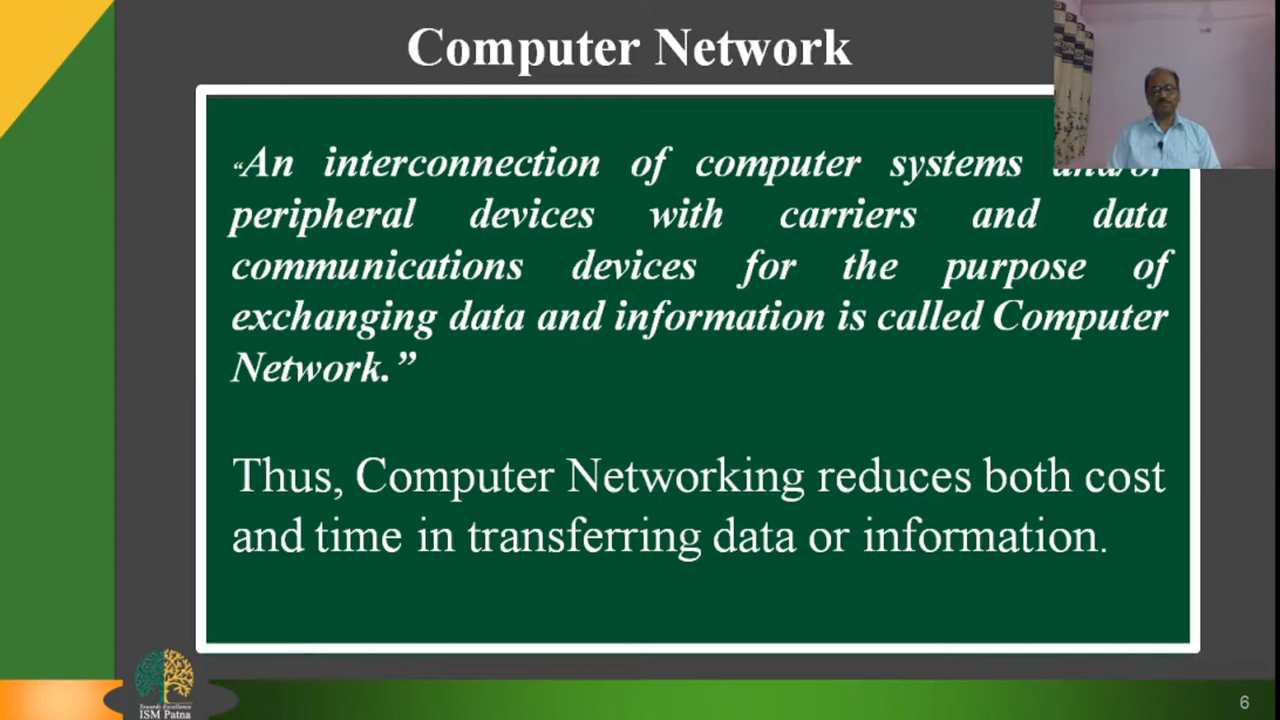 Computer Network
“An interconnection of computer systems and/or
peripheral devices with carriers and data
communications devices for the purpose of
exchanging data and information is called Computer
Network.”
Thus, Computer Networking reduces both cost
and time in transferring data or information.
Towards Excellence
ISM Patna
6